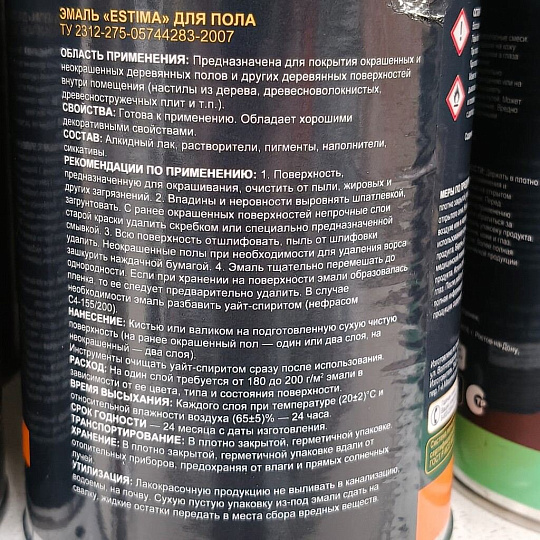 ЭМАЛЬ «ESTIMA» ДЛЯ ПОЛА
ТУ 2312-275-05744283-2007
ОБЛАСТЬ ПРИМЕНЕНИЯ: Предназначена для покрытия окрашенных и
неокрашенных деревянных полов и других деревянных поверхностей
внутри помещения (настилы из дерева, древесноволокнистых,
древесностружечных плит и т.п.).
СВОЙСТВА: Готова к применению. Обладает хорошими
декоративными свойствами.
СОСТАВ: Алкидный лак, растворители, пигменты, наполнители,
сиккативы.
РЕКОМЕНДАЦИИ ПО ПРИМЕНЕНИЮ: 1. Поверхность,
предназначенную для окрашивания, очистить от пыли, жировых и
других загрязнений. 2. Впадины и неровности выровнять шпатлевкой,
загрунтовать. С ранее окрашенных поверхностей непрочные слои
старой краски удалить скребком или специально предназначенной
смывкой. 3. Всю поверхность отшлифовать, пыль от шлифовки
удалить. Неокрашенные полы при необходимости для удаления ворса
зашкурить наждачной бумагой. 4. Эмаль тщательно перемешать до
однородности. Если при хранении на поверхности эмали образовалась
пленка, то ее следует предварительно удалить. В случае
необходимости эмаль разбавить уайт-спиритом (нефрасом
С4-155/200).
НАНЕСЕНИЕ: Кистью или валиком на подготовленную сухую чистую
поверхность (на ранее окрашенный пол — один или два слоя, на
неокрашенный — два слоя).
Инструменты очищать уайт-спиритом сразу после использования.
РАСХОД: На один слой требуется от 180 до 200 г/м² эмали в
зависимости от ее цвета, типа и состояния поверхности.
ВРЕМЯ ВЫСЫХАНИЯ: Каждого слоя при температуре (20±2)°С и
относительной влажности воздуха (65±5)% — 24 часа.
СРОК ГОДНОСТИ — 24 месяца с даты изготовления.
ТРАНСПОРТИРОВАНИЕ: В плотно закрытой, герметичной упаковке.
ХРАНЕНИЕ: В плотно закрытой, герметичной упаковке вдали от
отопительных приборов, предохраняя от влаги и прямых солнечных
лучей.
УТИЛИЗАЦИЯ: Лакокрасочную продукцию не выливать в канализацию,
водоемы, на почву. Сухую пустую упаковку из-под эмали сдать на
свалку, жидкие остатки передать в места сбора вредных веществ.